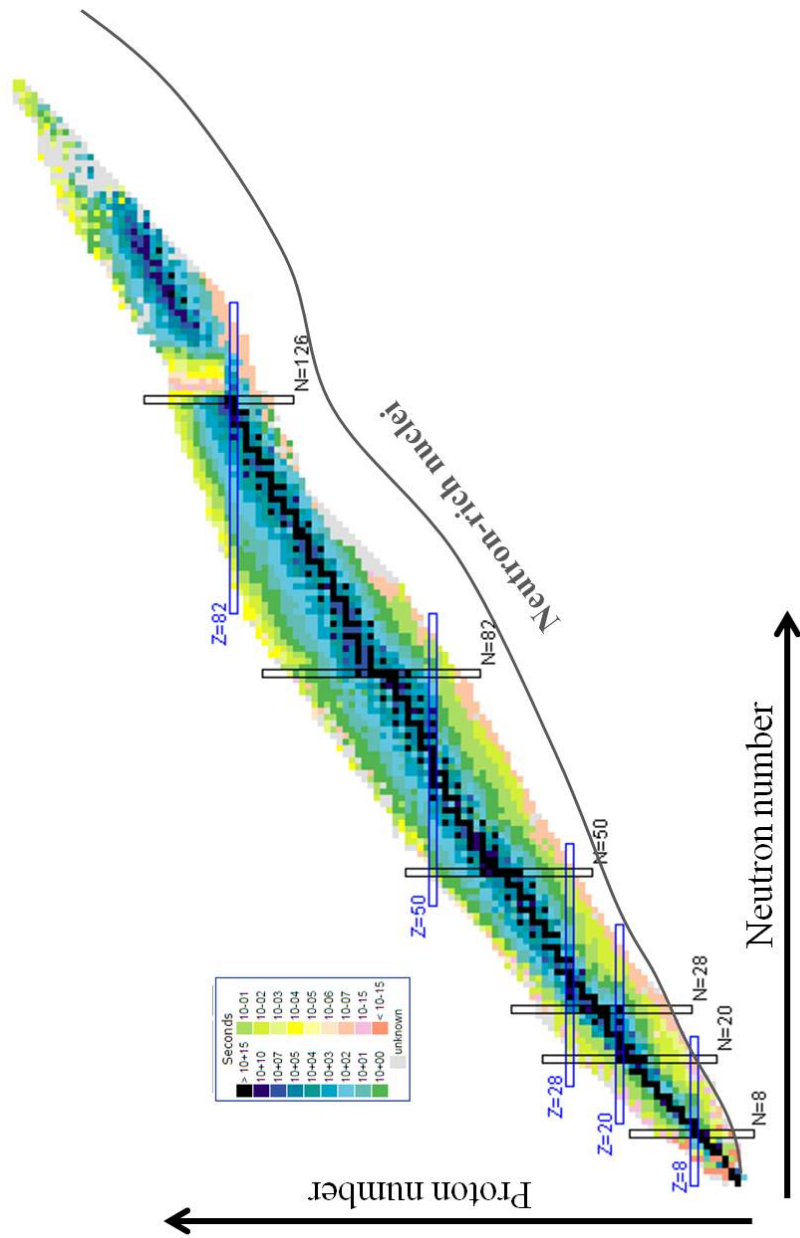 Seconds
> 10+15
10-01
10+10
10-02
10+07
10-03
10+05
10-04
10+04
10-05
10+03
10-06
10+02
10-07
10+01
10-15
10+00
< 10-15
unknown
Z=82
N=126
Neutron-rich nuclei
N=82
Z=50
N=50
Z=28
N=28
Z=20
N=20
Z=8
N=8
Proton number
Neutron number